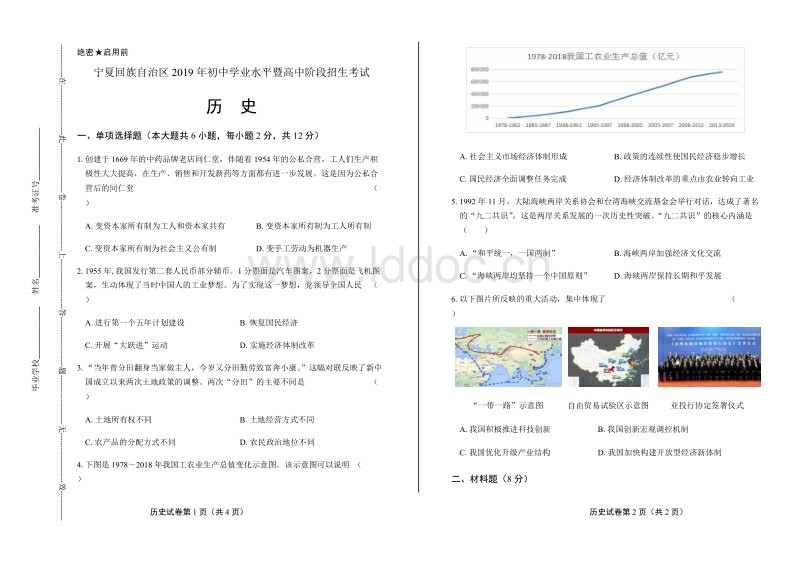 绝密★启用前
宁夏回族自治区 2019 年初中学业水平暨高中阶段招生考试
历 史
一、单项选择题（本大题共 6 小题，每小题 2 分，共 12 分）
1. 创建于 1669 年的中药品牌老店同仁堂，伴随着 1954 年的公私合营，工人们生产积
极性大大提高，在生产、销售和开发新药等方面都有进一步发展。这是因为公私合
营后的同仁堂 （
）
A. 变资本家所有制为工人和资本家共有 B. 变资本家所有制为工人所有制
C. 变资本家所有制为社会主义公有制 D. 变手工劳动为机器生产
2. 1955 年, 我国发行第二套人民币部分辅币。1 分票面是汽车图案，2 分票面是飞机图
案，生动体现了当时中国人的工业梦想。为了实现这一梦想，党领导全国人民 （
）
A. 进行第一个五年计划建设 B. 恢复国民经济
C. 开展“大跃进”运动 D. 实施经济体制改革
3. “当年曾分田翻身当家做主人，今岁又分田勤劳致富奔小康。”这幅对联反映了新中
国成立以来两次土地政策的调整。两次“分田”的主要不同是 （
）
A. 土地所有权不同 B. 土地经营方式不同
C. 农产品的分配方式不同 D. 农民政治地位不同
4. 下图是 1978～2018 年我国工农业生产总值变化示意图。该示意图可以说明 （
）
历史试卷第 1 页（共 4 页）
毕业学校
姓名
准考证号
在
此
卷
上
答
题
无
效
1978-2018我国工农业生产总值（亿元）
800000
600000
400000
200000
0
1978-1982 1983-1987 1988-1992 1993-1997 1998-2002 2003-2007 2008-2012 2013-2018
A. 社会主义市场经济体制形成 B. 政策的连续性使国民经济稳步增长
C. 国民经济全面调整任务完成 D. 经济体制改革的重点由农业转向工业
5. 1992 年 11 月，大陆海峡两岸关系协会和台湾海峡交流基金会举行对话，达成了著名
的“九二共识”，这是两岸关系发展的一次历史性突破。“九二共识”的核心内涵是
（ ）
A. “和平统一，一国两制” B. 海峡两岸加强经济文化交流
C. “海峡两岸均坚持一个中国原则” D. 海峡两岸保持长期和平发展
6. 以下图片所反映的重大活动，集中体现了 （
）
“一带一路”示意图 自由贸易试验区示意图 亚投行协定签署仪式
A. 我国积极推进科技创新 B. 我国创新宏观调控机制
C. 我国优化升级产业结构 D. 我国加快构建开放型经济新体制
二、材料题（8 分）
历史试卷第 2 页（共 2 页）
www.lddoc.cn